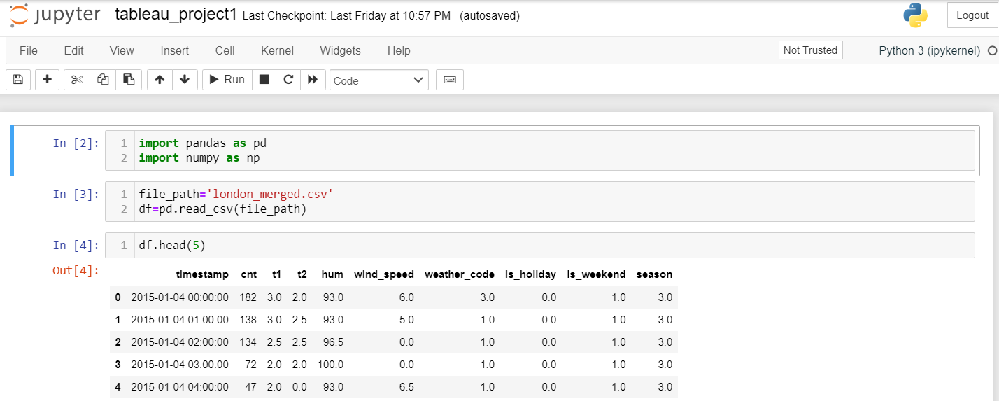 jupyter tableau_project1 Last Checkpoint: Last Friday at 10:57 PM (autosaved) Logout
File Edit View Insert Cell Kernel Widgets Help Not Trusted Python 3 (ipykernel)
Run Code
In [2]: 1 import pandas as pd
2 import numpy as np
In [3]: 1 file_path='london_merged.csv'
2 df=pd.read_csv(file_path)
In [4]: 1 df.head(5)
Out[4]:
timestamp cnt t1 t2 hum wind_speed weather_code is_holiday is_weekend season
0 2015-01-04 00:00:00 182 3.0 2.0 93.0 6.0 3.0 0.0 1.0 3.0
1 2015-01-04 01:00:00 138 3.0 2.5 93.0 5.0 1.0 0.0 1.0 3.0
2 2015-01-04 02:00:00 134 2.5 2.5 96.5 0.0 1.0 0.0 1.0 3.0
3 2015-01-04 03:00:00 72 2.0 2.0 100.0 0.0 1.0 0.0 1.0 3.0
4 2015-01-04 04:00:00 47 2.0 0.0 93.0 6.5 1.0 0.0 1.0 3.0